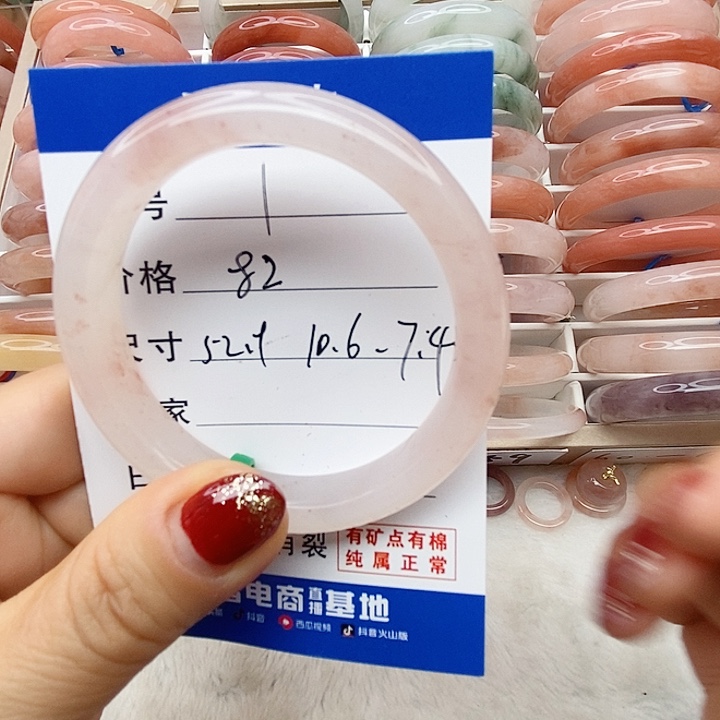 号 1
价格 82
尺寸 52.1 10.6-7.4
家
有裂
有矿点有棉
纯属正常
电商直播基地
抖音 西瓜视频 抖音火山版